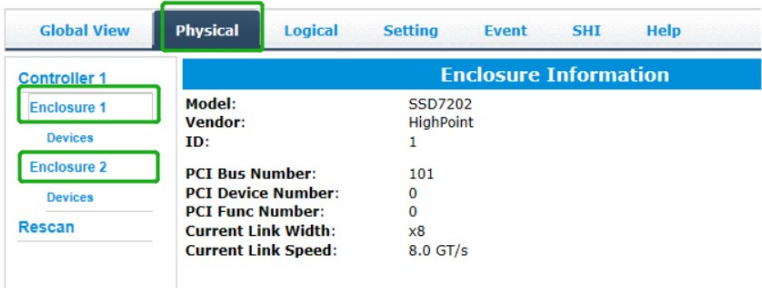 Global View Physical Logical Setting Event SHI Help
Controller 1
Enclosure 1
Devices
Enclosure 2
Devices
Rescan
Enclosure Information
Model: SSD7202
Vendor: HighPoint
ID: 1
PCI Bus Number: 101
PCI Device Number: 0
PCI Func Number: 0
Current Link Width: x8
Current Link Speed: 8.0 GT/s